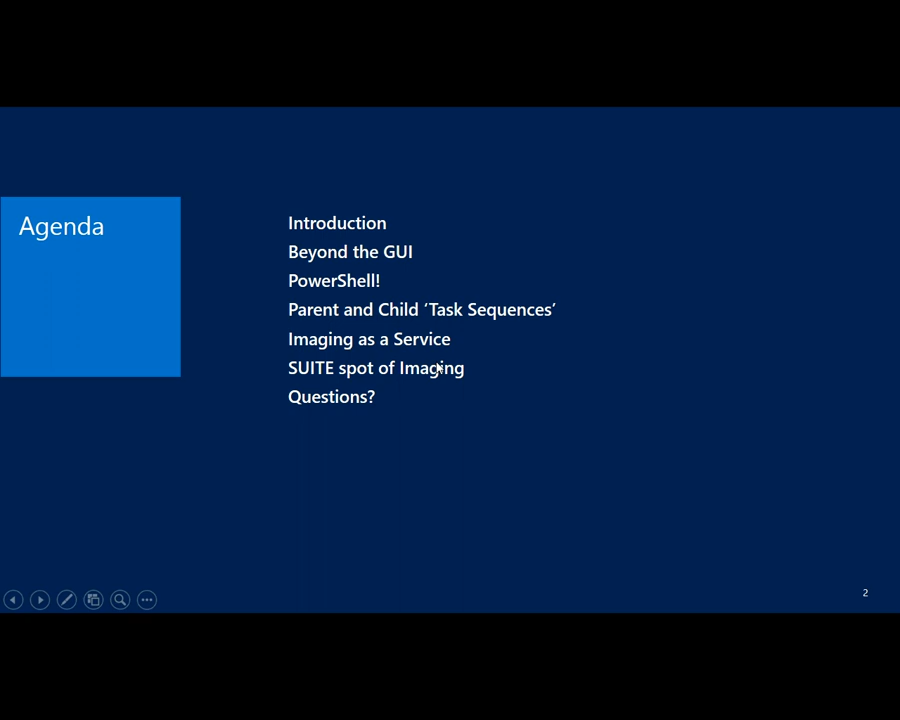 Agenda
Introduction
Beyond the GUI
PowerShell!
Parent and Child ‘Task Sequences’
Imaging as a Service
SUITE spot of Imaging
Questions?
2